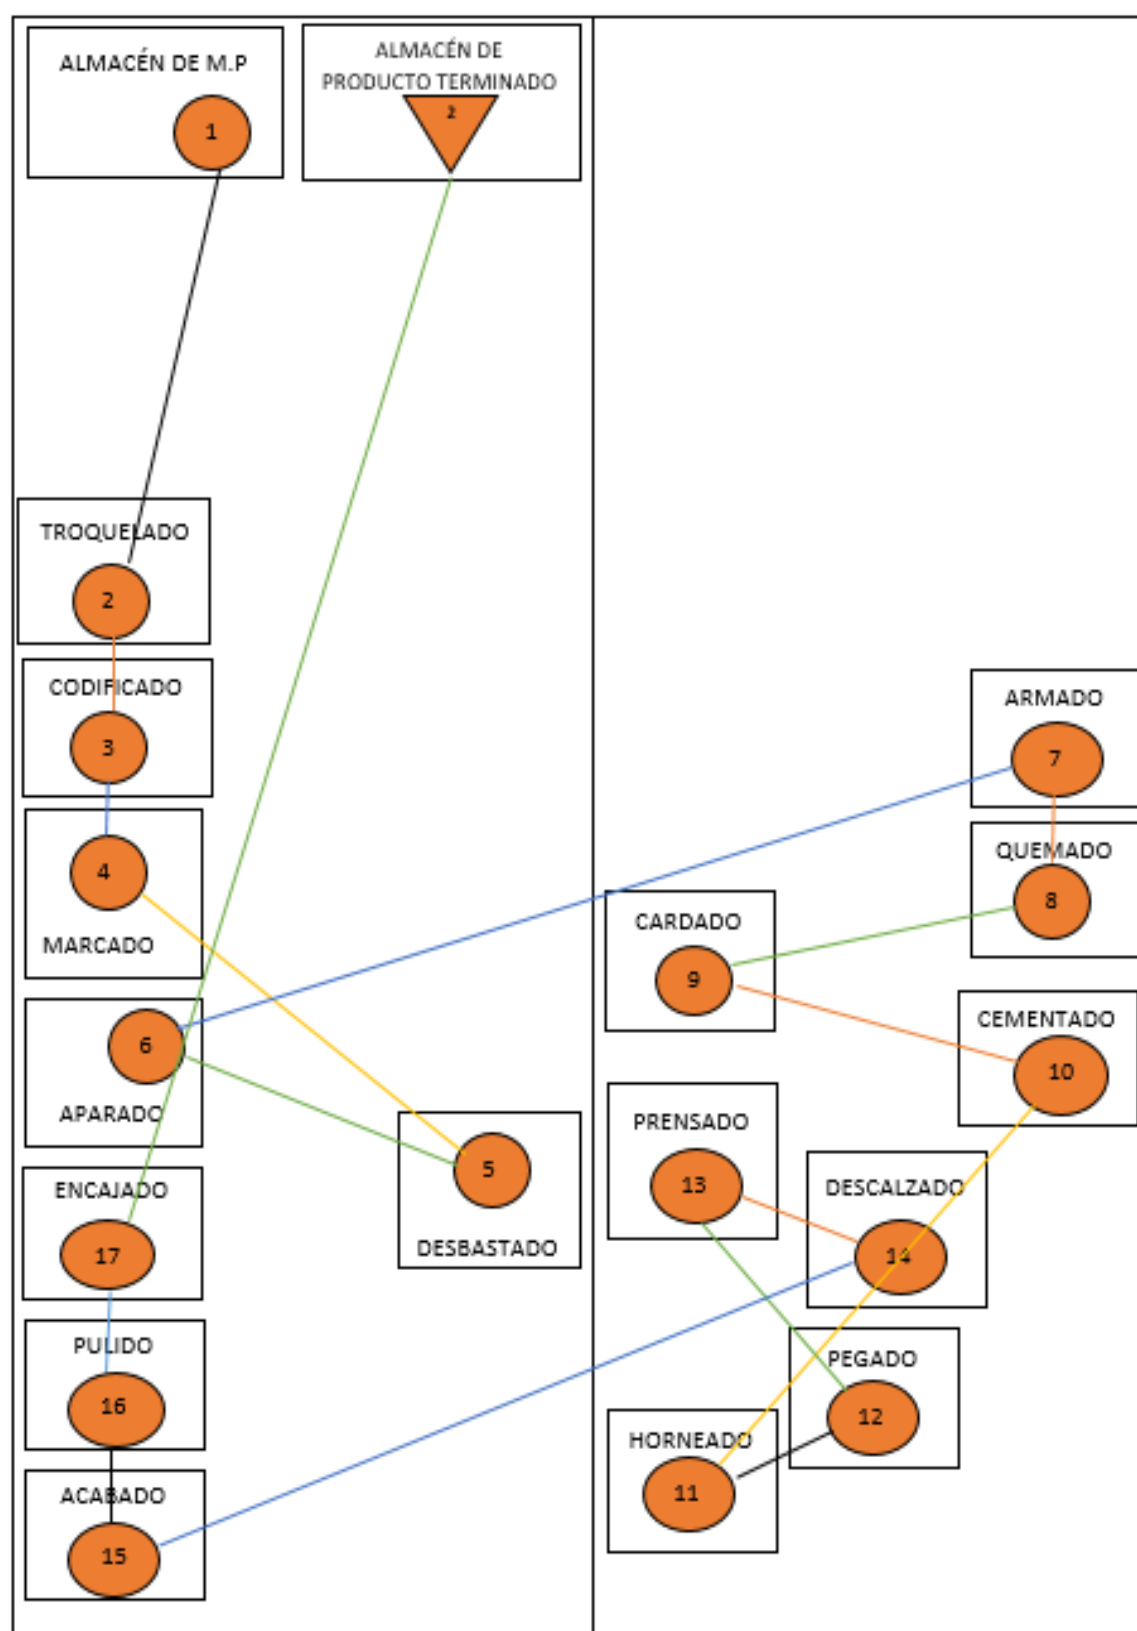 ALMACÉN DE M.P
1
ALMACÉN DE
PRODUCTO TERMINADO
2
TROQUELADO
2
CODIFICADO
3
4
MARCADO
6
APARADO
5
DESBASTADO
ENCAJADO
17
PULIDO
16
ACABADO
15
ARMADO
7
QUEMADO
8
CARDADO
9
CEMENTADO
10
PRENSADO
13
DESCALZADO
14
PEGADO
12
HORNEADO
11